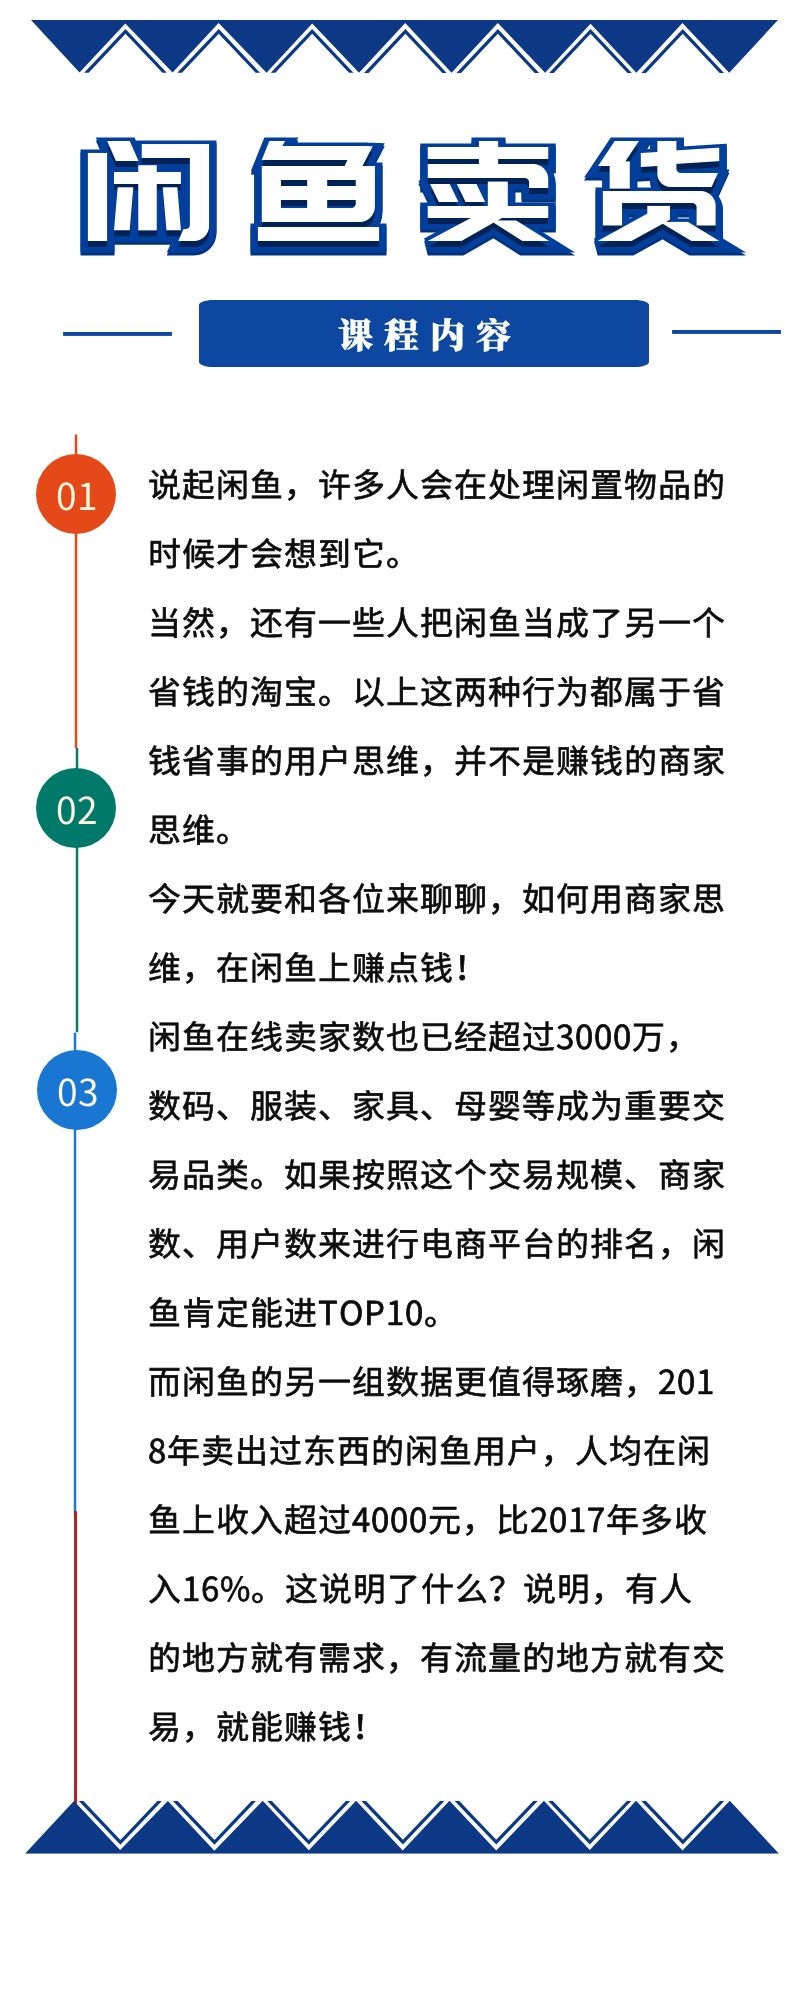 闲鱼卖货
课程内容
01
说起闲鱼，许多人会在处理闲置物品的
时候才会想到它。
当然，还有一些人把闲鱼当成了另一个
省钱的淘宝。以上这两种行为都属于省
钱省事的用户思维，并不是赚钱的商家
02
思维。
今天就要和各位来聊聊，如何用商家思
维，在闲鱼上赚点钱！
闲鱼在线卖家数也已经超过3000万，
03
数码、服装、家具、母婴等成为重要交
易品类。如果按照这个交易规模、商家
数、用户数来进行电商平台的排名，闲
鱼肯定能进TOP10。
而闲鱼的另一组数据更值得琢磨，201
8年卖出过东西的闲鱼用户，人均在闲
鱼上收入超过4000元，比2017年多收
入16%。这说明了什么？说明，有人
的地方就有需求，有流量的地方就有交
易，就能赚钱！